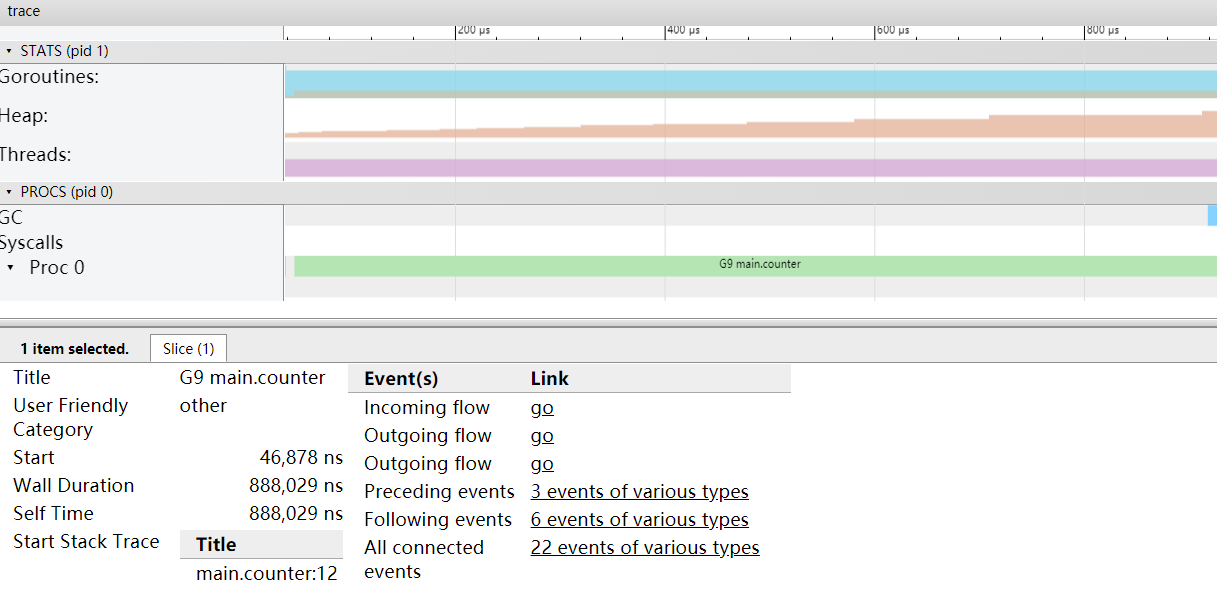 trace
200 µs 400 µs 600 µs 800 µs
STATS (pid 1)
Goroutines:
Heap:
Threads:
PROCS (pid 0)
GC
Syscalls
Proc 0
G9 main.counter
1 item selected. Slice (1)
Title G9 main.counter
User Friendly Category other
Start 46,878 ns
Wall Duration 888,029 ns
Self Time 888,029 ns
Start Stack Trace Title
main.counter:12
Event(s) Link
Incoming flow go
Outgoing flow go
Outgoing flow go
Preceding events 3 events of various types
Following events 6 events of various types
All connected events 22 events of various types